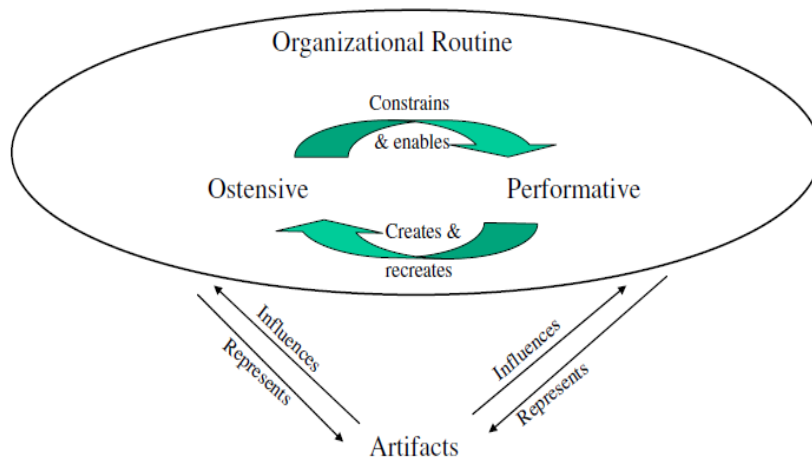 Organizational Routine
Constrains
& enables
Ostensive
Performative
Creates &
recreates
Influences
Represents
Influences
Represents
Artifacts